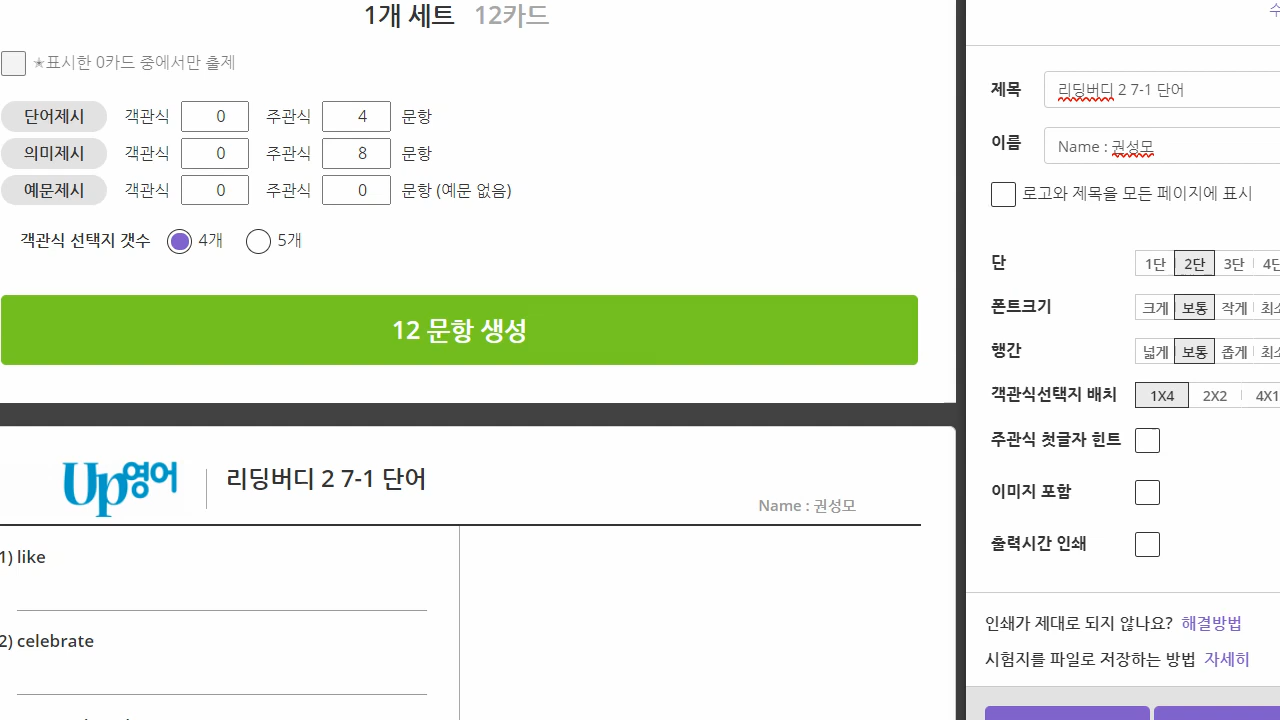 1개 세트 12카드
★표시한 0카드 중에서만 출제
단어제시 객관식 0 주관식 4 문항
의미제시 객관식 0 주관식 8 문항
예문제시 객관식 0 주관식 0 문항 (예문 없음)
객관식 선택지 갯수 4개 5개
12 문항 생성
Up영어 리딩버디 2 7-1 단어
Name : 권성모
1) like
2) celebrate
제목 리딩버디 2 7-1 단어
이름 Name : 권성모
로고와 제목을 모든 페이지에 표시
단 1단 2단 3단 4단
폰트크기 크게 보통 작게 최소
행간 넓게 보통 좁게 최소
객관식선택지 배치 1X4 2X2 4X1
주관식 첫글자 힌트
이미지 포함
출력시간 인쇄
인쇄가 제대로 되지 않나요? 해결방법
시험지를 파일로 저장하는 방법 자세히